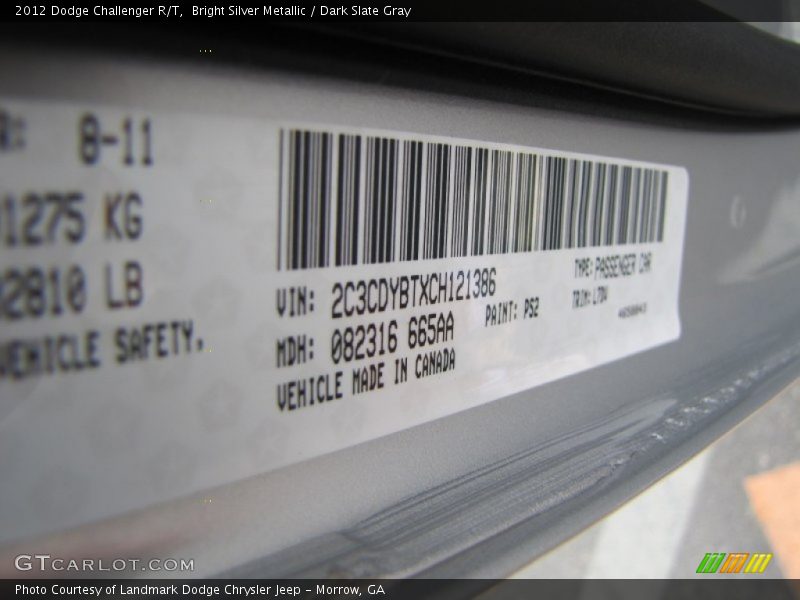 2012 Dodge Challenger R/T, Bright Silver Metallic / Dark Slate Gray
8-11
1275 KG
2810 LB
VEHICLE SAFETY.
VIN: 2C3CDYBTXCH121386
TYPE: PASSENGER CAR
MDH: 082316 665AA
PAINT: PS2
TRIM:
VEHICLE MADE IN CANADA
GTCARLOT.COM
Photo Courtesy of Landmark Dodge Chrysler Jeep - Morrow, GA